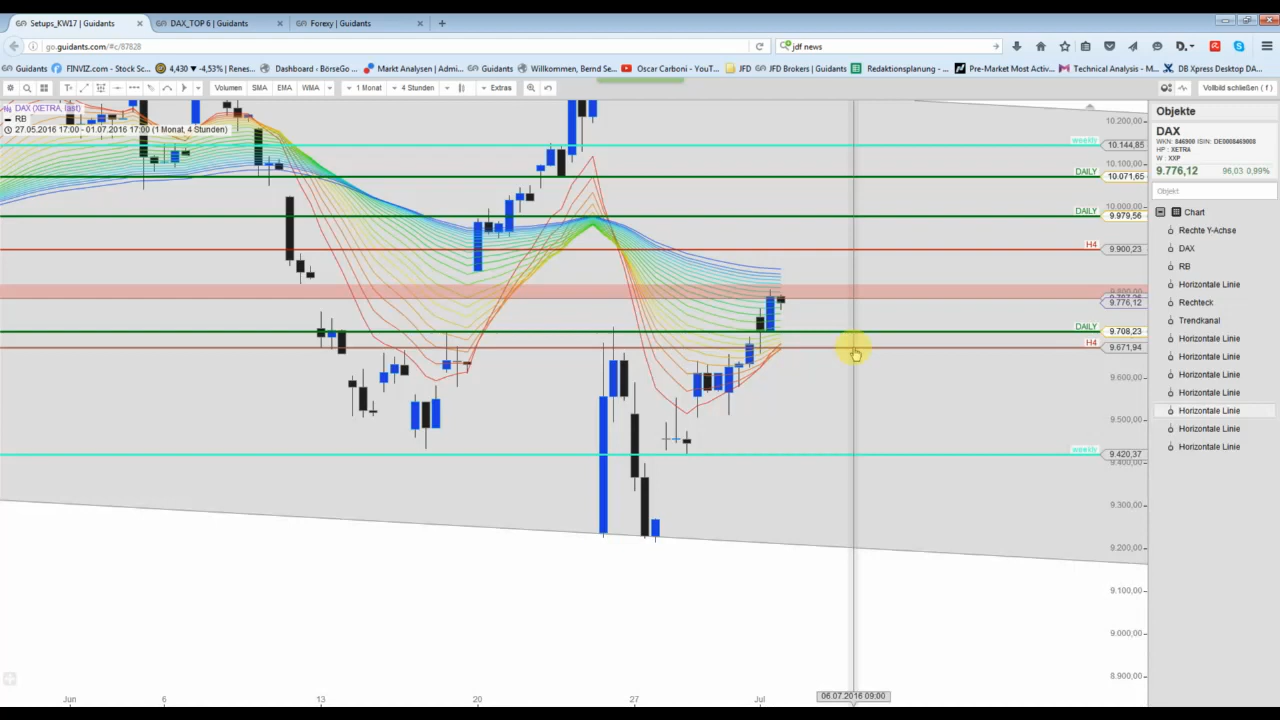 Setups_KW17 | Guidants
DAX_TOP 6 | Guidants
Forexy | Guidants
go.guidants.com/#c/87828
jdf news
Guidants
FINVIZ.com - Stock Sc...
4,430 ▼ -4,53% | Renes...
Dashboard ‹ BörseGo ...
Markt Analysen | Admi...
Guidants
Willkommen, Bernd Se...
Oscar Carboni - YouT...
JFD
JFD Brokers | Guidants
Redaktionsplanung - ...
Pre-Market Most Activ...
Technical Analysis - M...
DB Xpress Desktop DA...
Volumen
SMA
EMA
WMA
1 Monat
4 Stunden
Extras
Vollbild schließen ( f )
DAX (XETRA, last)
RB
27.05.2016 17:00 - 01.07.2016 17:00 (1 Monat, 4 Stunden)
10.200,00
weekly
10.144,85
10.100,00
DAILY
10.071,65
10.000,00
DAILY
9.979,56
H4
9.900,23
9.776,12
DAILY
9.708,23
H4
9.671,94
9.600,00
9.500,00
weekly
9.420,37
9.400,00
9.300,00
9.200,00
9.100,00
9.000,00
8.900,00
Jun
6
13
20
27
Jul
06.07.2016 09:00
Objekte
DAX
WKN: 846900 ISIN: DE0008469008
HP : XETRA
W : XXP
9.776,12
96,03 0,99%
Objekt
Chart
Rechte Y-Achse
DAX
RB
Horizontale Linie
Rechteck
Trendkanal
Horizontale Linie
Horizontale Linie
Horizontale Linie
Horizontale Linie
Horizontale Linie
Horizontale Linie
Horizontale Linie